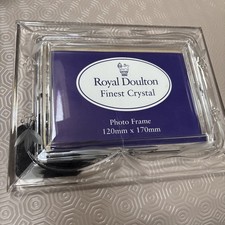 Royal Doulton
Finest Crystal
Photo Frame
120mm x 170mm